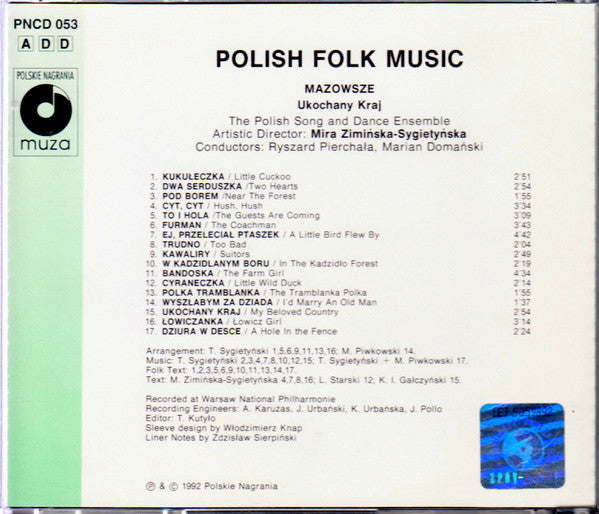 PNCD 053
A D D
POLSKIE NAGRANIA
muza
POLISH FOLK MUSIC
MAZOWSZE
Ukochany Kraj
The Polish Song and Dance Ensemble
Artistic Director: Mira Zimińska-Sygietyńska
Conductors: Ryszard Pierchała, Marian Domański
1. KUKUŁECZKA / Little Cuckoo 2'51
2. DWA SERDUSZKA /Two Hearts 2'54
3. POD BOREM /Near The Forest 1'55
4. CYT, CYT / Hush, Hush 3'34
5. TO I HOLA /The Guests Are Coming 3'09
6. FURMAN / The Coachman 3'43
7. EJ, PRZELECIAŁ PTASZEK / A Little Bird Flew By 4'42
8. TRUDNO / Too Bad 2'04
9. KAWALIRY / Suitors 2'49
10. W KADZIDLANYM BORU / In The Kadzidło Forest 2'19
11. BANDOSKA / The Farm Girl 4'34
12. CYRANECZKA / Little Wild Duck 2'14
13. POLKA TRAMBLANKA / The Tramblanka Polka 1'55
14. WYSZŁABYM ZA DZIADA / I'd Marry An Old Man 1'37
15. UKOCHANY KRAJ / My Beloved Country 2'54
16. ŁOWICZANKA / Łowicz Girl 3'14
17. DZIURA W DESCE / A Hole In the Fence 2'24
Arrangement: T. Sygietyński 1,5,6,9,11,13,16; M. Piwkowski 14.
Music: T. Sygietyński 2,3,4,7,8,10,12,15; T. Sygietyński + M. Piwkowski 17.
Folk Text: 1,2,3,5,6,9,10,11,13,14,17.
Text: M. Zimińska-Sygietyńska 4,7,8,16; L. Starski 12; K. I. Gałczyński 15.
Recorded at Warsaw National Philharmonie
Recording Engineers: A. Karuzas, J. Urbański, K. Urbańska, J. Pollo
Editor: T. Kutyło
Sleeve design by Włodzimierz Knap
Liner Notes by Zdzisław Sierpiński
℗ & © 1992 Polskie Nagrania